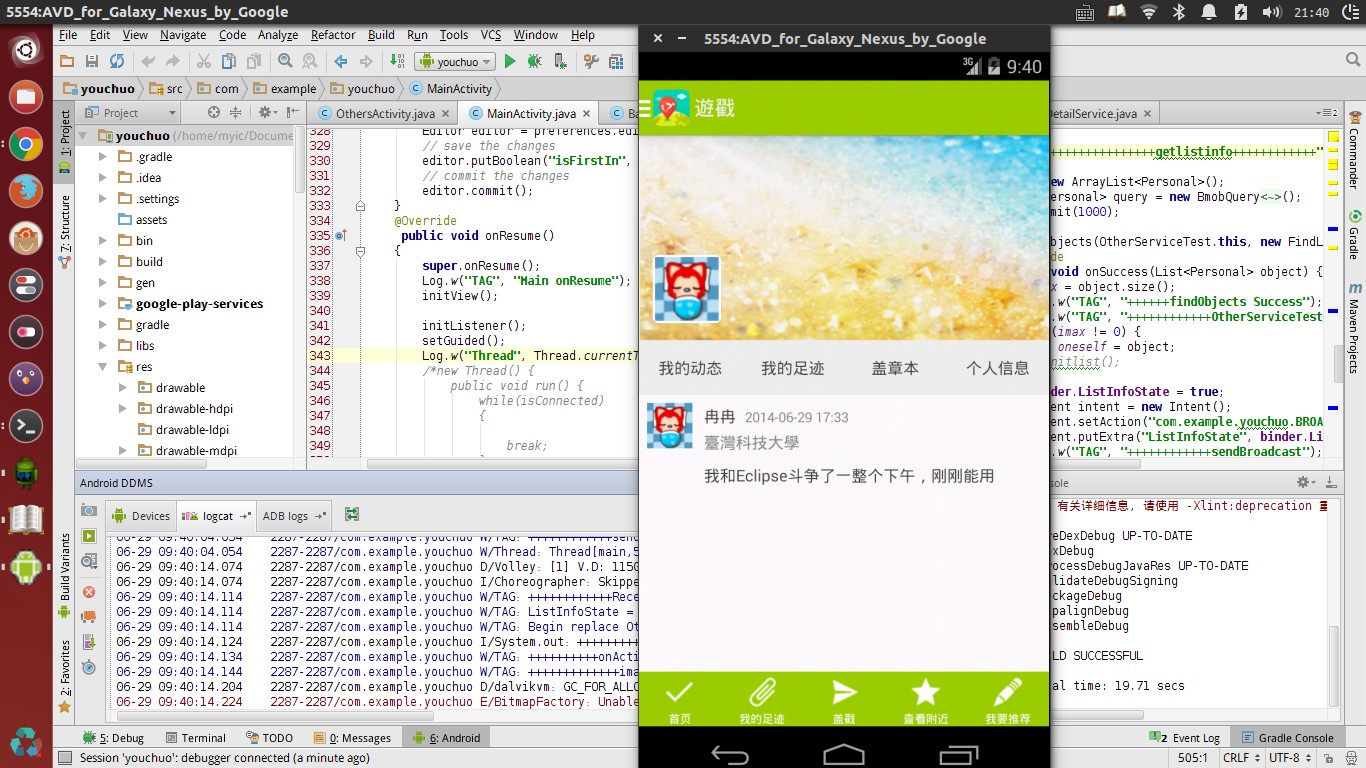 5554:AVD_for_Galaxy_Nexus_by_Google
21:40
File Edit View Navigate Code Analyze Refactor Build Run Tools VCS Window Help
youchuo
youchuo src com example youchuo MainActivity
Project
OthersActivity.java MainActivity.java Ba
DetailService.java
1: Project
7: Structure
Build Variants
2: Favorites
youchuo (/home/myic/Docume
.gradle
.idea
.settings
assets
bin
build
gen
google-play-services
gradle
libs
res
drawable
drawable-hdpi
drawable-ldpi
drawable-mdpi
328 Editor editor = preferences.edi
329 // save the changes
330 editor.putBoolean("isFirstIn",
331 // commit the changes
332 editor.commit();
333 }
334 @Override
335 public void onResume()
336 {
337 super.onResume();
338 Log.w("TAG", "Main onResume");
339 initView();
340
341 initListener();
342 setGuided();
343 Log.w("Thread", Thread.currentT
344 /*new Thread() {
345 public void run() {
346 while(isConnected)
347 {
348
349 break;
5554:AVD_for_Galaxy_Nexus_by_Google
3G 9:40
遊戳
我的动态 我的足迹 盖章本 个人信息
冉冉 2014-06-29 17:33
臺灣科技大學
我和Eclipse斗争了一整个下午，刚刚能用
首页 我的足迹 盖戳 查看附近 我要推荐
+++++++++++++++getlistinfo++++++++++++"
ew ArrayList<Personal>();
ersonal> query = new BmobQuery<~>();
mit(1000);
bjects(OtherServiceTest.this, new FindL
de
void onSuccess(List<Personal> object) {
x = object.size();
.w("TAG", "++++++findObjects Success");
.w("TAG", "++++++++++++OtherServiceTest
(imax != 0) {
oneself = object;
nitlist();
der.ListInfoState = true;
ent intent = new Intent();
ent.setAction("com.example.youchuo.BROA
ent.putExtra("ListInfoState", binder.Li
.w("TAG", "++++++++++++sendBroadcast");
Commander
Gradle
Maven Projects
Android DDMS
Devices logcat ADB logs
06-29 09:40:04.054 2287-2287/com.example.youchuo W/TAG: ++++++++++++send
06-29 09:40:04.054 2287-2287/com.example.youchuo W/Thread: Thread[main,5
06-29 09:40:14.074 2287-2287/com.example.youchuo D/Volley: [1] V.D: 1150
06-29 09:40:14.074 2287-2287/com.example.youchuo I/Choreographer: Skippe
06-29 09:40:14.114 2287-2287/com.example.youchuo W/TAG: ++++++++++++Rece
06-29 09:40:14.114 2287-2287/com.example.youchuo W/TAG: ListInfoState =
06-29 09:40:14.114 2287-2287/com.example.youchuo W/TAG: Begin replace Ot
06-29 09:40:14.124 2287-2287/com.example.youchuo I/System.out: +++++++++
06-29 09:40:14.134 2287-2287/com.example.youchuo W/TAG: ++++++++++onActi
06-29 09:40:14.144 2287-2287/com.example.youchuo W/TAG: +++++++++++++ima
06-29 09:40:14.204 2287-2287/com.example.youchuo D/dalvikvm: GC_FOR_ALLO
06-29 09:40:14.224 2287-2287/com.example.youchuo E/BitmapFactory: Unable
sole
有关详细信息, 请使用 -Xlint:deprecation 重
reDexDebug UP-TO-DATE
exDebug
rocessDebugJavaRes UP-TO-DATE
alidateDebugSigning
ackageDebug
ipalignDebug
ssembleDebug
LD SUCCESSFUL
al time: 19.71 secs
5: Debug Terminal TODO 0: Messages 6: Android
2 Event Log Gradle Console
Session 'youchuo': debugger connected (a minute ago)
505:1 CRLF UTF-8